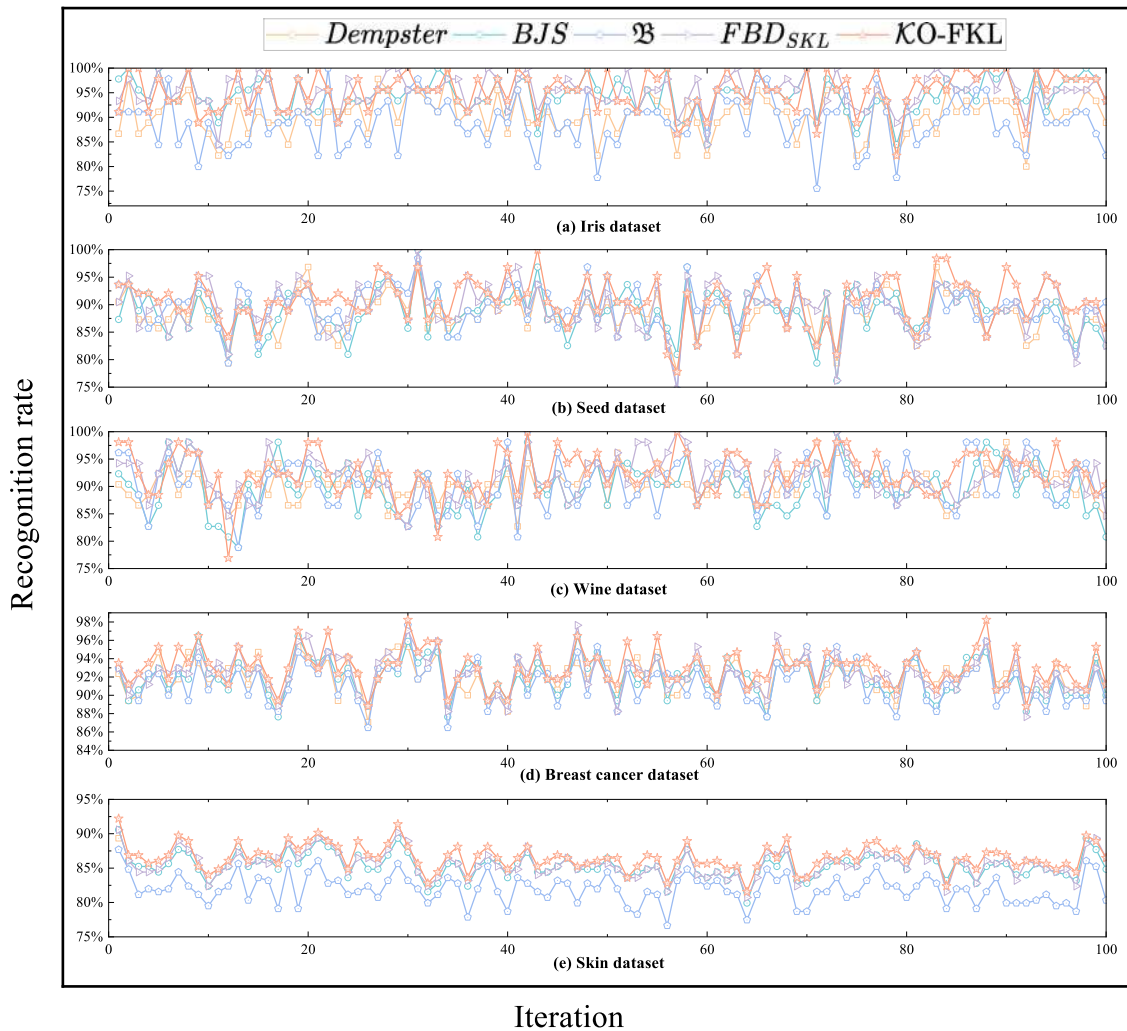 Dempster BJS 𝔅 FBD_SKL 𝒦O-FKL
Recogonition rate
100%
95%
90%
85%
80%
75%
0 20 40 60 80 100
(a) Iris dataset
100%
95%
90%
85%
80%
75%
0 20 40 60 80 100
(b) Seed dataset
100%
95%
90%
85%
80%
75%
0 20 40 60 80 100
(c) Wine dataset
98%
96%
94%
92%
90%
88%
86%
84%
0 20 40 60 80 100
(d) Breast cancer dataset
95%
90%
85%
80%
75%
0 20 40 60 80 100
(e) Skin dataset
Iteration